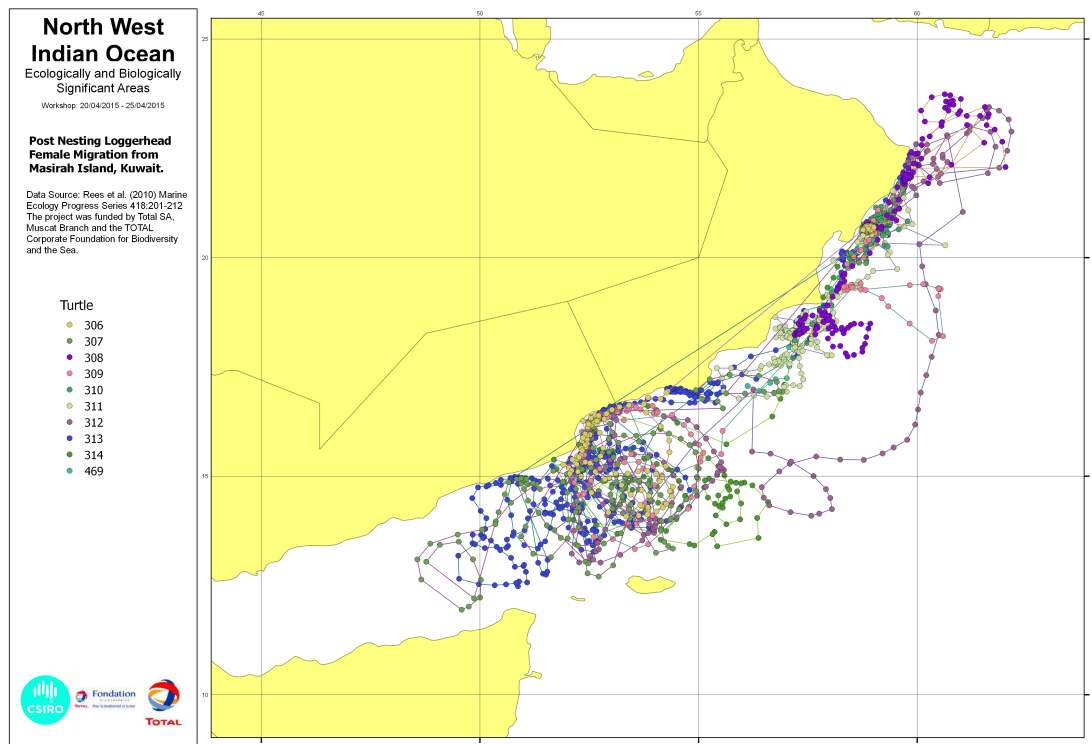 North West
Indian Ocean
Ecologically and Biologically
Significant Areas
Workshop: 20/04/2015 - 25/04/2015
Post Nesting Loggerhead
Female Migration from
Masirah Island, Kuwait.
Data Source: Rees et al. (2010) Marine
Ecology Progress Series 418:201-212
The project was funded by Total SA,
Muscat Branch and the TOTAL
Corporate Foundation for Biodiversity
and the Sea.
Turtle
306
307
308
309
310
311
312
313
314
469
CSIRO
TOTAL
Fondation
TOTAL
45
50
55
60
25
20
15
10